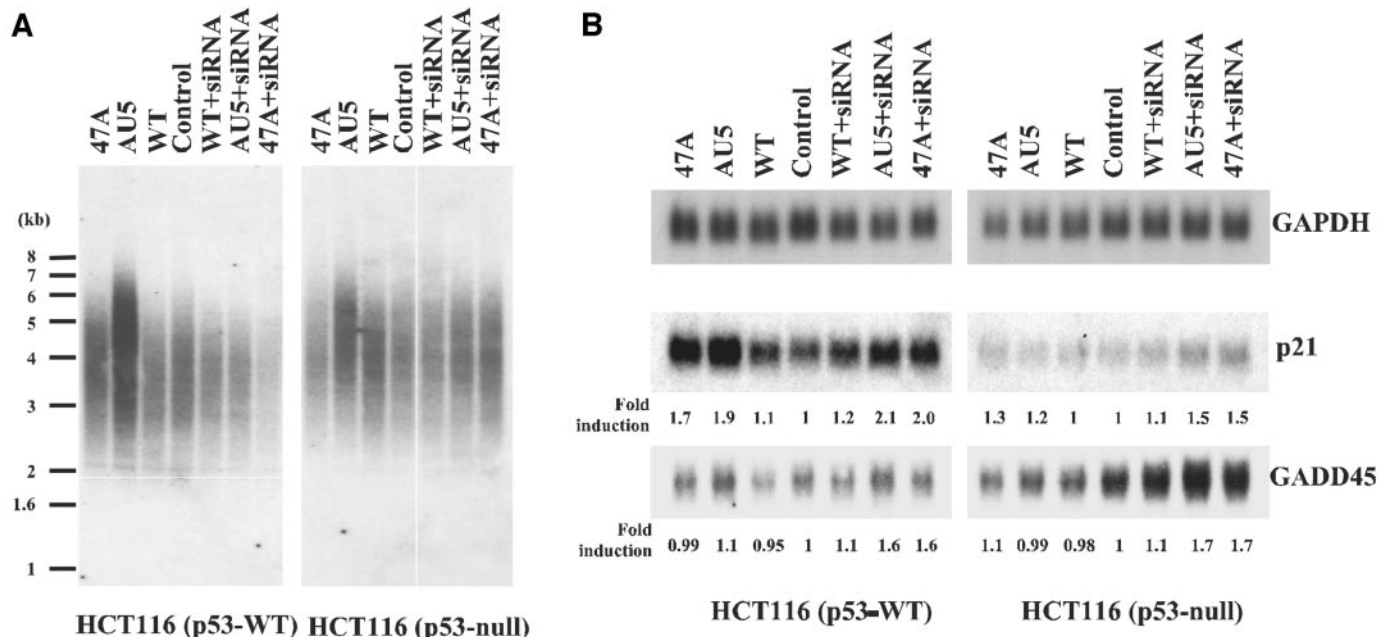 A
47A
AU5
WT
Control
WT+siRNA
AU5+siRNA
47A+siRNA
47A
AU5
WT
Control
WT+siRNA
AU5+siRNA
47A+siRNA
(kb)
8
7
6
5
4
3
2
1.6
1
HCT116 (p53-WT) HCT116 (p53-null)
B
47A
AU5
WT
Control
WT+siRNA
AU5+siRNA
47A+siRNA
47A
AU5
WT
Control
WT+siRNA
AU5+siRNA
47A+siRNA
GAPDH
p21
Fold
induction 1.7 1.9 1.1 1 1.2 2.1 2.0 1.3 1.2 1 1 1.1 1.5 1.5
GADD45
Fold
induction 0.99 1.1 0.95 1 1.1 1.6 1.6 1.1 0.99 0.98 1 1.1 1.7 1.7
HCT116 (p53-WT) HCT116 (p53-null)